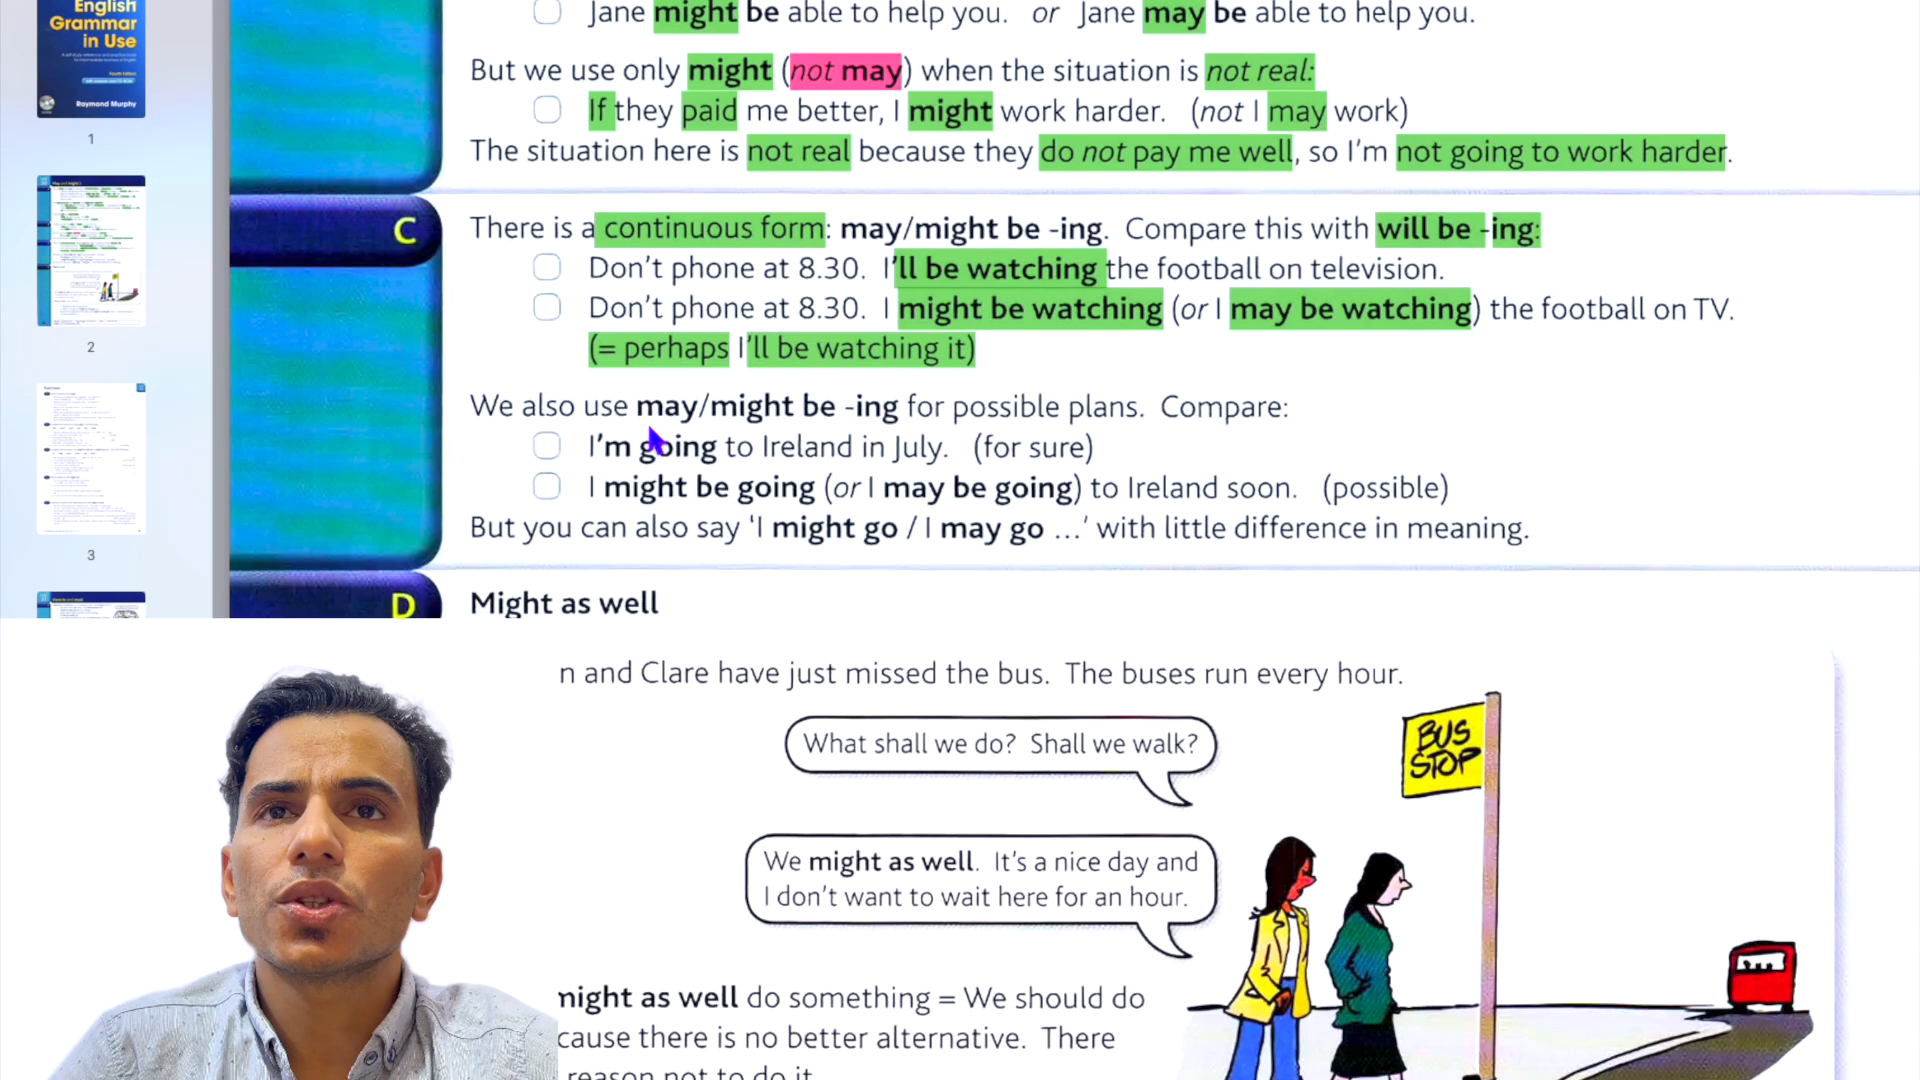 English
Grammar
in Use
Fourth Edition
Raymond Murphy
1
2
3
Jane might be able to help you. or Jane may be able to help you.
But we use only might (not may) when the situation is not real:
If they paid me better, I might work harder. (not I may work)
The situation here is not real because they do not pay me well, so I'm not going to work harder.
C
There is a continuous form: may/might be -ing. Compare this with will be -ing:
Don't phone at 8.30. I'll be watching the football on television.
Don't phone at 8.30. I might be watching (or I may be watching) the football on TV.
(= perhaps I'll be watching it)
We also use may/might be -ing for possible plans. Compare:
I'm going to Ireland in July. (for sure)
I might be going (or I may be going) to Ireland soon. (possible)
But you can also say 'I might go / I may go ...' with little difference in meaning.
D
Might as well
n and Clare have just missed the bus. The buses run every hour.
What shall we do? Shall we walk?
BUS
STOP
We might as well. It's a nice day and
I don't want to wait here for an hour.
might as well do something = We should do
cause there is no better alternative. There
reason not to do it.